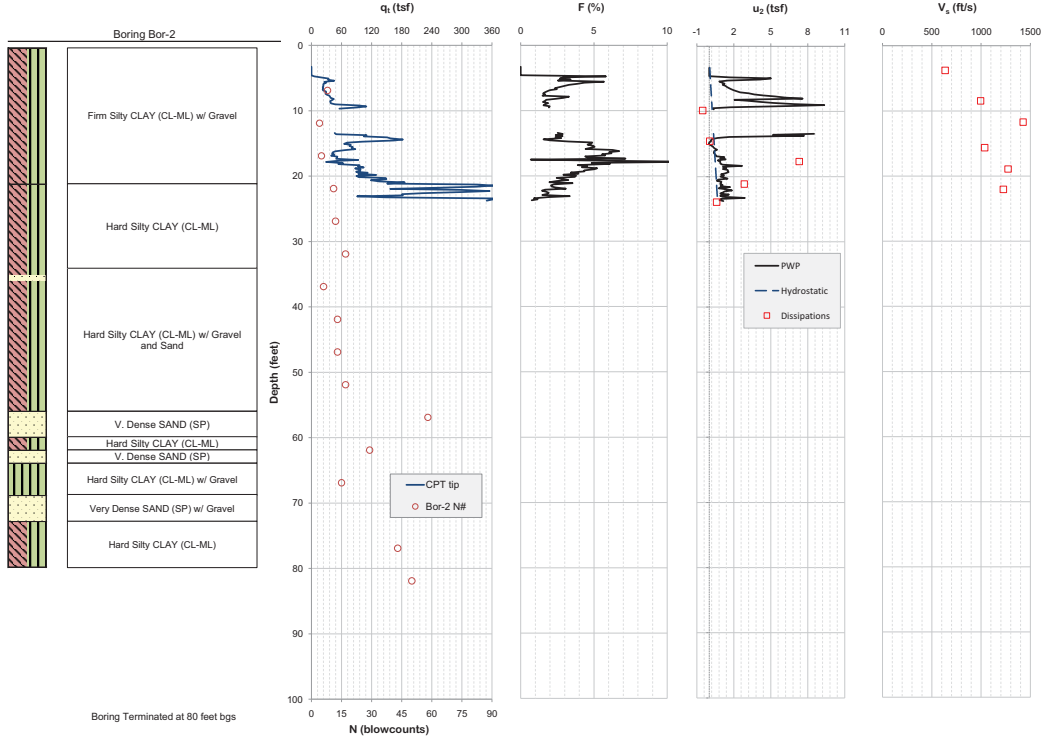 Boring Bor-2
qt (tsf)
F (%)
u2 (tsf)
Vs (ft/s)
0 60 120 180 240 300 360
0 5 10
-1 2 5 8 11
0 500 1000 1500
0
10
20
30
40
50
60
70
80
90
100
Depth (feet)
Firm Silty CLAY (CL-ML) w/ Gravel
Hard Silty CLAY (CL-ML)
Hard Silty CLAY (CL-ML) w/ Gravel
and Sand
V. Dense SAND (SP)
Hard Silty CLAY (CL-ML)
V. Dense SAND (SP)
Hard Silty CLAY (CL-ML) w/ Gravel
Very Dense SAND (SP) w/ Gravel
Hard Silty CLAY (CL-ML)
CPT tip
Bor-2 N#
PWP
Hydrostatic
Dissipations
0 15 30 45 60 75 90
N (blowcounts)
Boring Terminated at 80 feet bgs